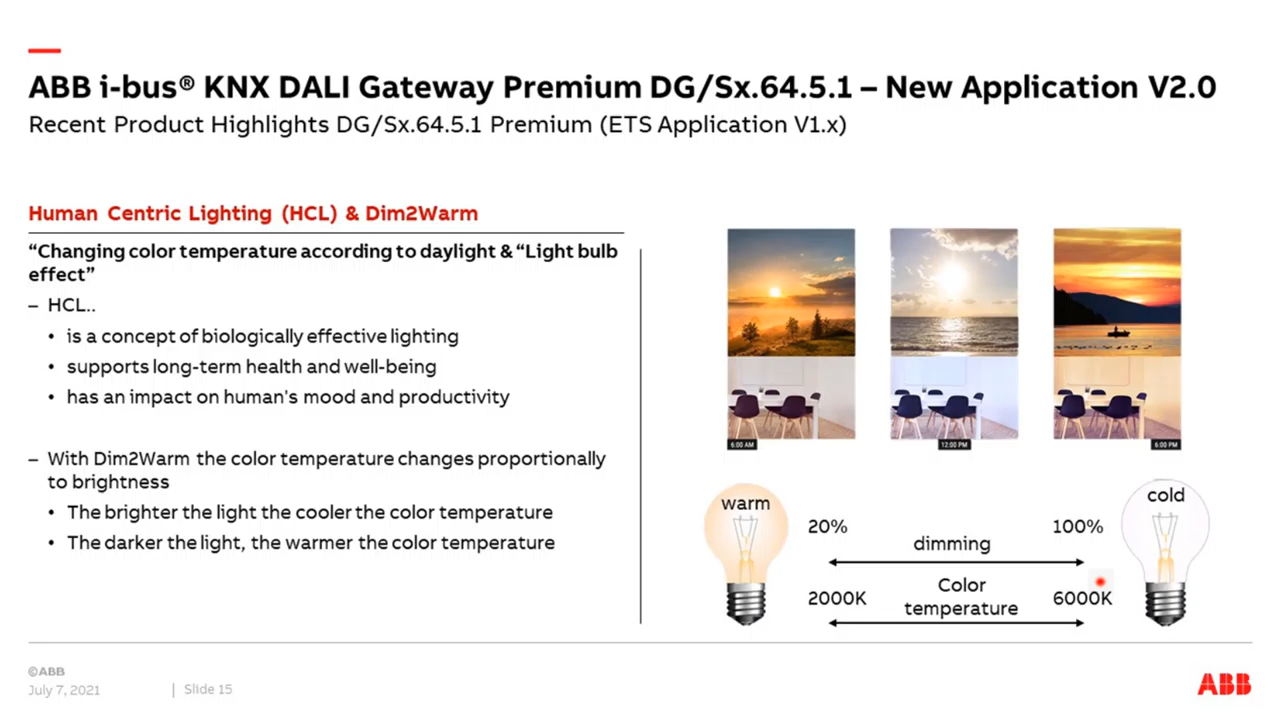 ABB i-bus® KNX DALI Gateway Premium DG/Sx.64.5.1 – New Application V2.0
Recent Product Highlights DG/Sx.64.5.1 Premium (ETS Application V1.x)
Human Centric Lighting (HCL) & Dim2Warm
“Changing color temperature according to daylight & “Light bulb
effect”
– HCL..
• is a concept of biologically effective lighting
• supports long-term health and well-being
• has an impact on human's mood and productivity
– With Dim2Warm the color temperature changes proportionally
to brightness
• The brighter the light the cooler the color temperature
• The darker the light, the warmer the color temperature
6:00 AM
12:00 PM
6:00 PM
warm
cold
20%
100%
dimming
2000K
Color
temperature
6000K
©ABB
July 7, 2021
| Slide 15
ABB